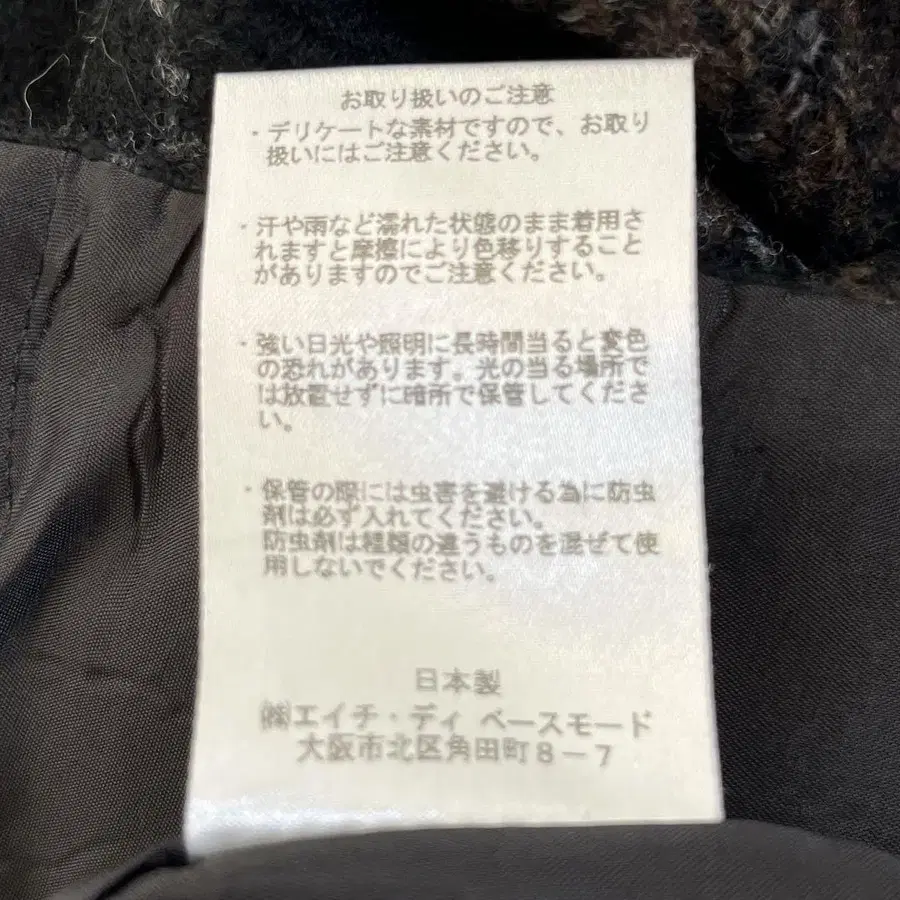 お取り扱いのご注意
・デリケートな素材ですので、お取り
扱いにはご注意ください。
・汗や雨など濡れた状態のまま着用さ
れますと摩擦により色移りすること
がありますのでご注意ください。
・強い日光や照明に長時間当ると変色
の恐れがあります。光の当る場所で
は放置せずに暗所で保管してくださ
い。
・保管の際には虫害を避ける為に防虫
剤は必ず入れてください。
防虫剤は種類の違うものを混ぜて使
用しないでください。
日本製
㈱エイチ・ディ ベースモード
大阪市北区角田町8－7